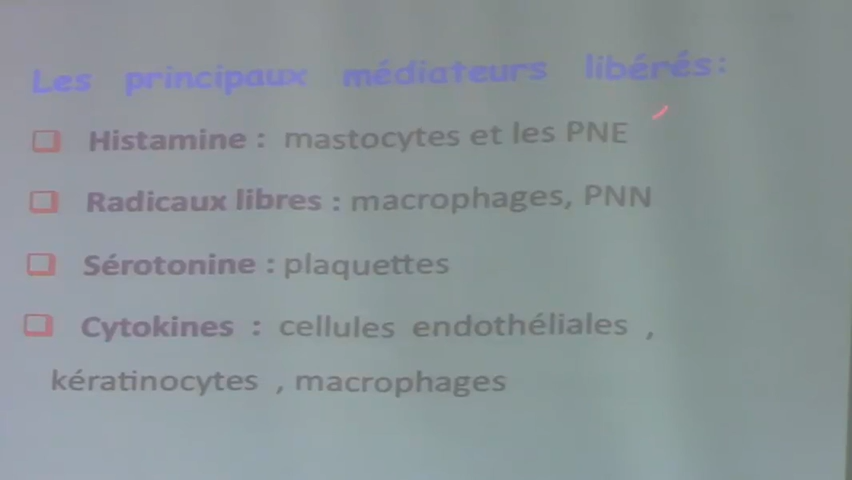 Les principaux médiateurs libérés:
Histamine : mastocytes et les PNE
Radicaux libres : macrophages, PNN
Sérotonine : plaquettes
Cytokines : cellules endothéliales ,
kératinocytes , macrophages